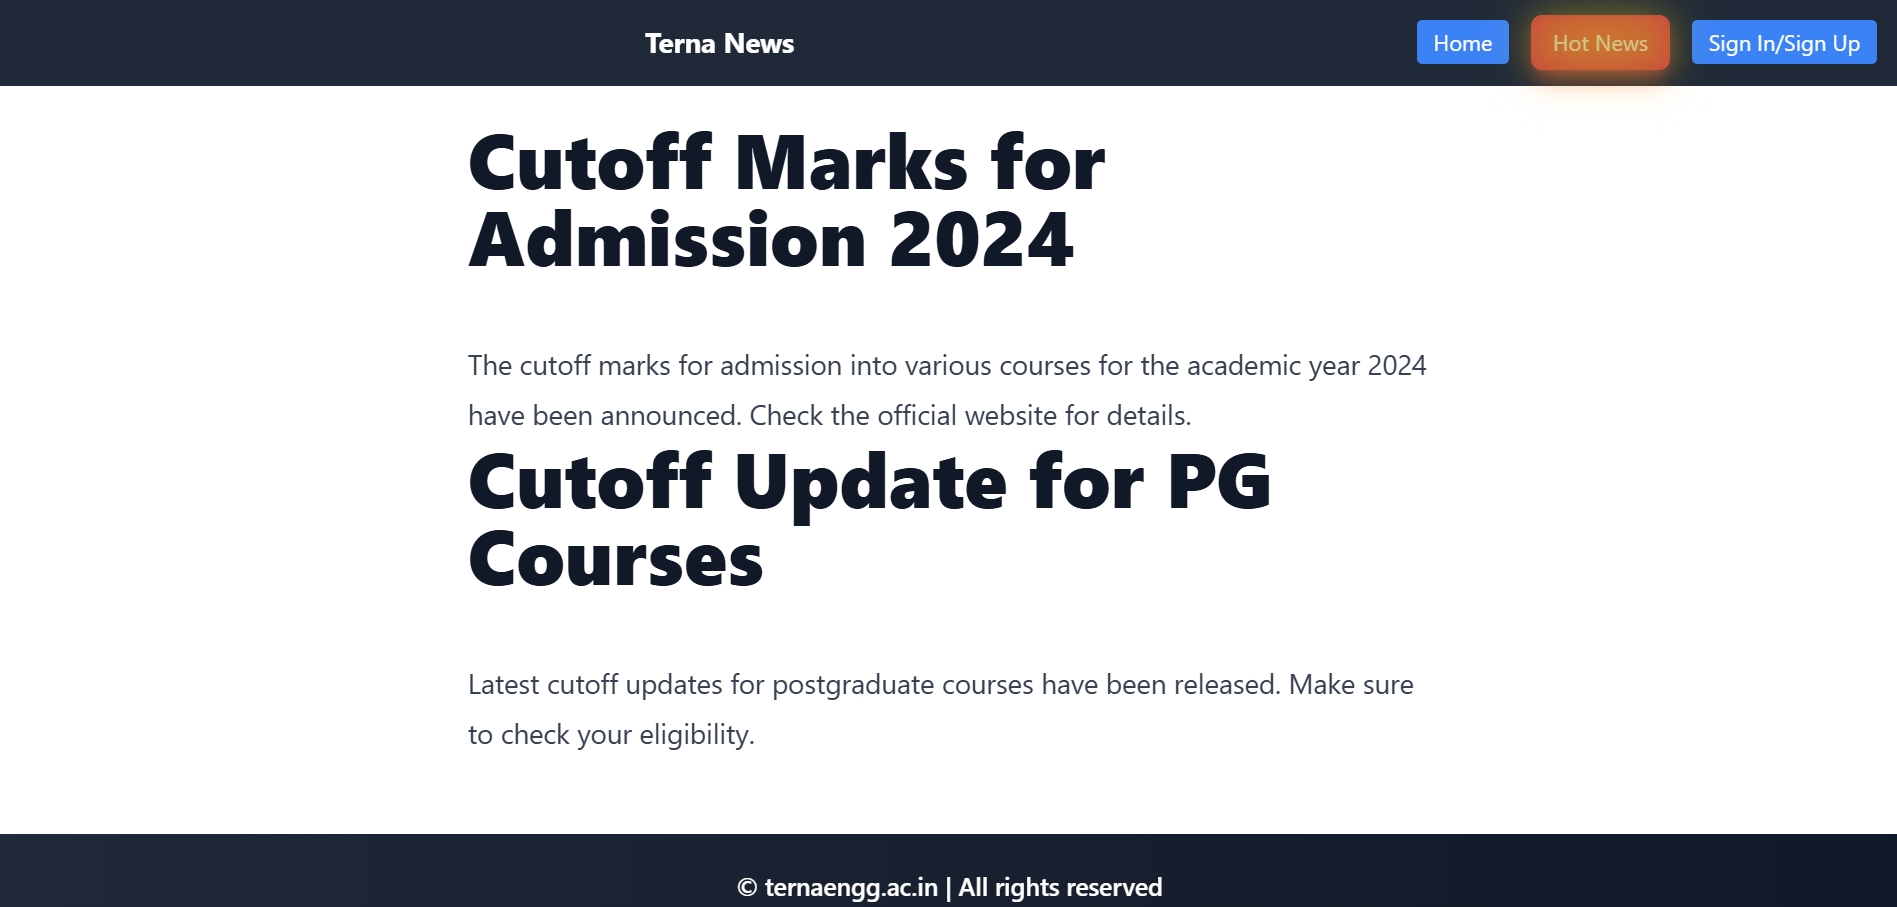 Terna News
Home
Hot News
Sign In/Sign Up
Cutoff Marks for
Admission 2024
The cutoff marks for admission into various courses for the academic year 2024
have been announced. Check the official website for details.
Cutoff Update for PG
Courses
Latest cutoff updates for postgraduate courses have been released. Make sure
to check your eligibility.
© ternaengg.ac.in | All rights reserved